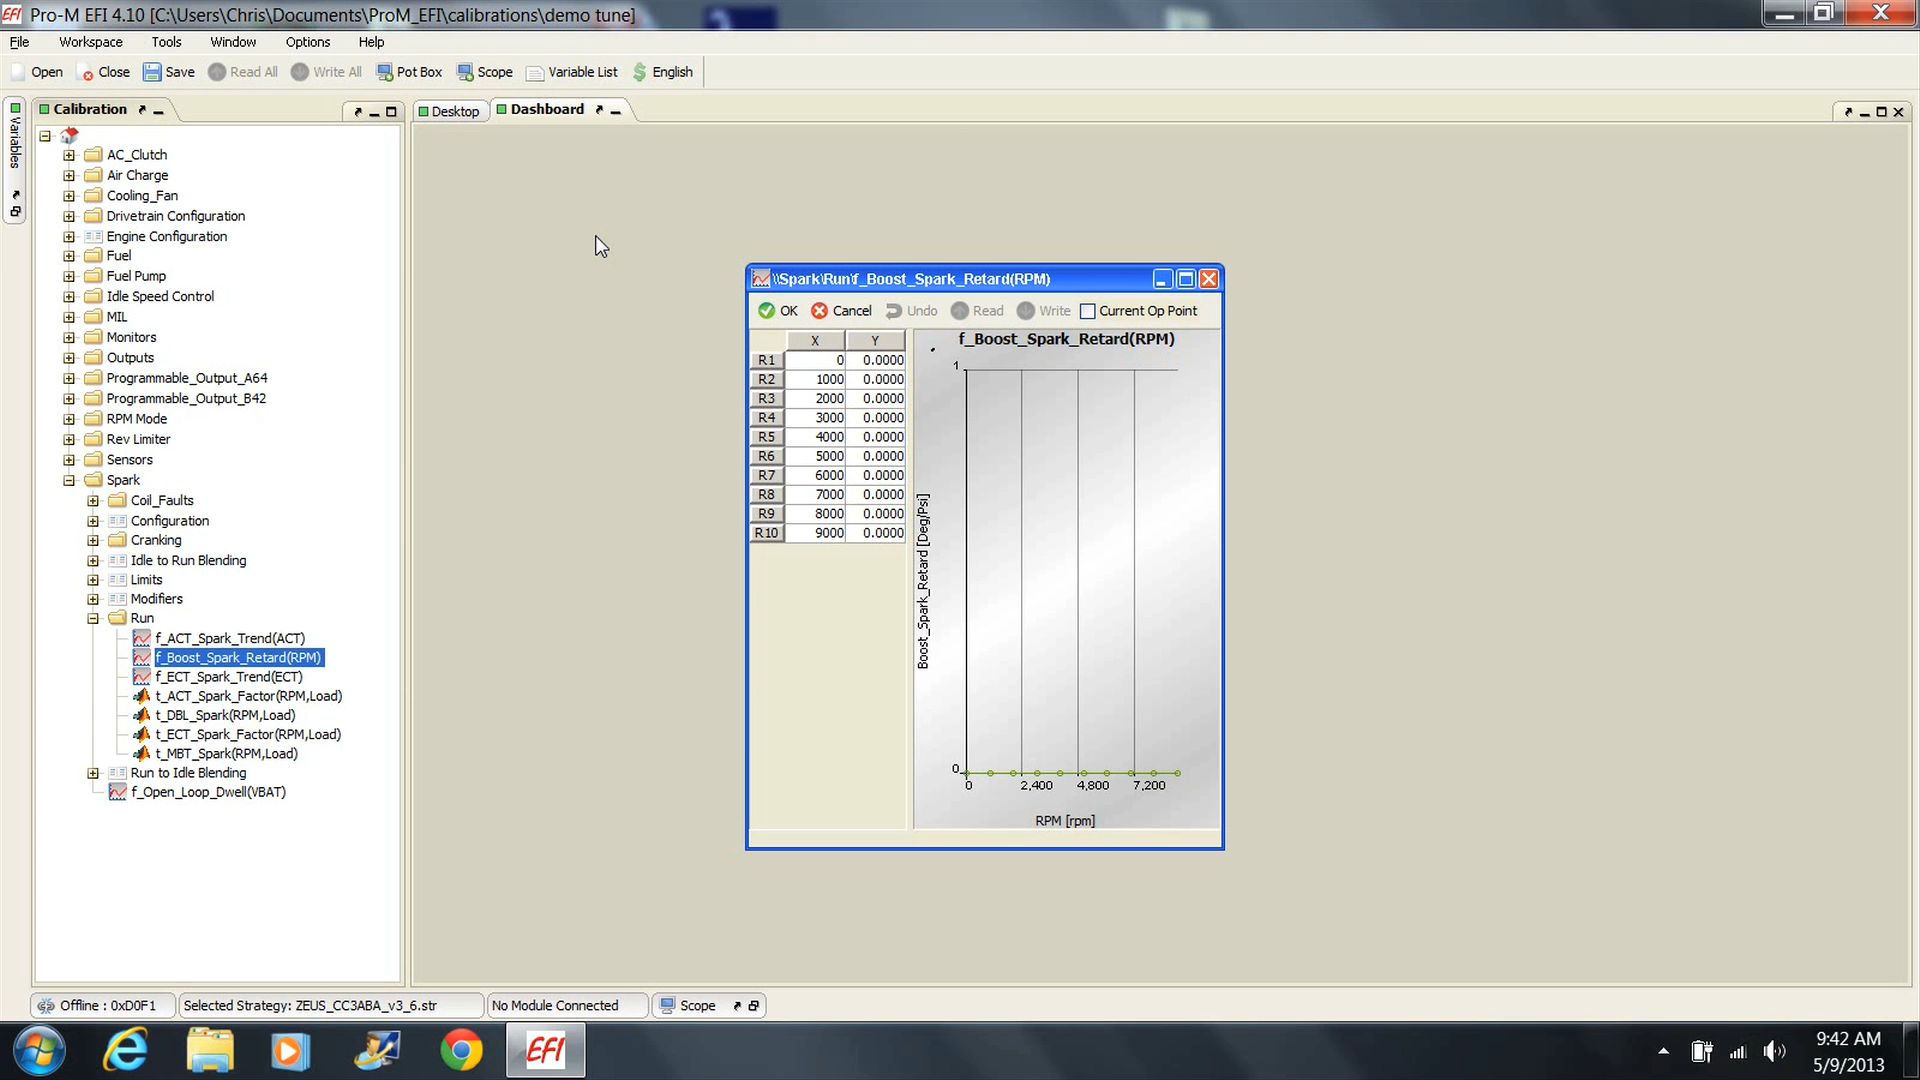 EFI Pro-M EFI 4.10 [C:\Users\Chris\Documents\ProM_EFI\calibrations\demo tune]
File Workspace Tools Window Options Help
Open Close Save Read All Write All Pot Box Scope Variable List $ English
Variables
Calibration
Desktop Dashboard
AC_Clutch
Air Charge
Cooling_Fan
Drivetrain Configuration
Engine Configuration
Fuel
Fuel Pump
Idle Speed Control
MIL
Monitors
Outputs
Programmable_Output_A64
Programmable_Output_B42
RPM Mode
Rev Limiter
Sensors
Spark
Coil_Faults
Configuration
Cranking
Idle to Run Blending
Limits
Modifiers
Run
f_ACT_Spark_Trend(ACT)
f_Boost_Spark_Retard(RPM)
f_ECT_Spark_Trend(ECT)
t_ACT_Spark_Factor(RPM,Load)
t_DBL_Spark(RPM,Load)
t_ECT_Spark_Factor(RPM,Load)
t_MBT_Spark(RPM,Load)
Run to Idle Blending
f_Open_Loop_Dwell(VBAT)
\\Spark\Run\f_Boost_Spark_Retard(RPM)
OK Cancel Undo Read Write Current Op Point
X Y
R1 0 0.0000
R2 1000 0.0000
R3 2000 0.0000
R4 3000 0.0000
R5 4000 0.0000
R6 5000 0.0000
R7 6000 0.0000
R8 7000 0.0000
R9 8000 0.0000
R10 9000 0.0000
f_Boost_Spark_Retard(RPM)
1
Boost_Spark_Retard [Deg/Psi]
0
0 2,400 4,800 7,200
RPM [rpm]
Offline : 0xD0F1 Selected Strategy: ZEUS_CC3ABA_v3_6.str No Module Connected Scope
EFI
9:42 AM
5/9/2013